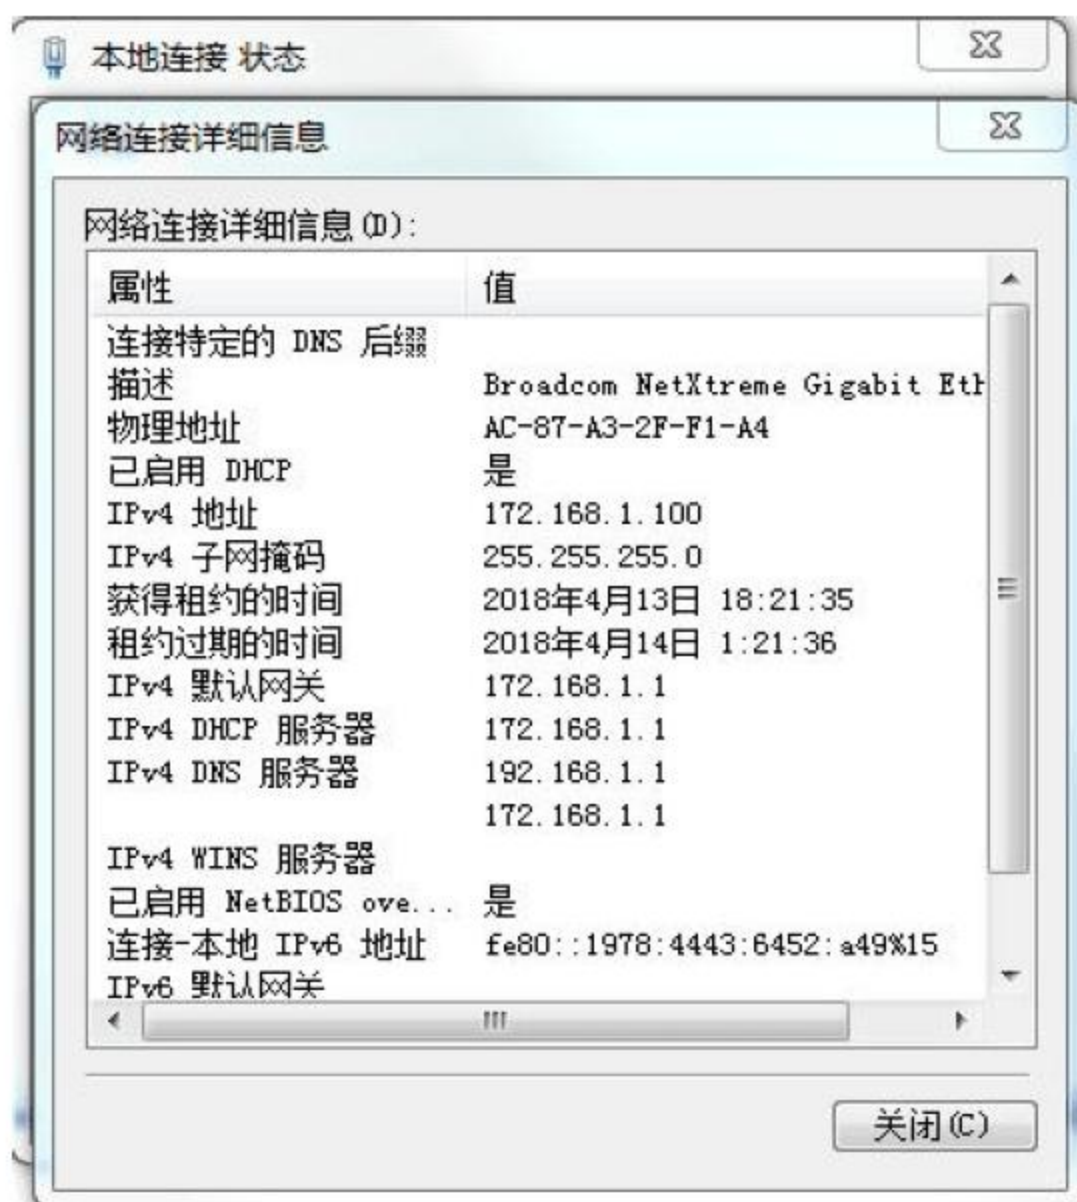 本地连接 状态
网络连接详细信息
网络连接详细信息(D):
属性 值
连接特定的 DNS 后缀
描述 Broadcom NetXtreme Gigabit Eth
物理地址 AC-87-A3-2F-F1-A4
已启用 DHCP 是
IPv4 地址 172.168.1.100
IPv4 子网掩码 255.255.255.0
获得租约的时间 2018年4月13日 18:21:35
租约过期的时间 2018年4月14日 1:21:36
IPv4 默认网关 172.168.1.1
IPv4 DHCP 服务器 172.168.1.1
IPv4 DNS 服务器 192.168.1.1
172.168.1.1
IPv4 WINS 服务器
已启用 NetBIOS ove... 是
连接-本地 IPv6 地址 fe80::1978:4443:6452:a49%15
IPv6 默认网关
关闭(C)